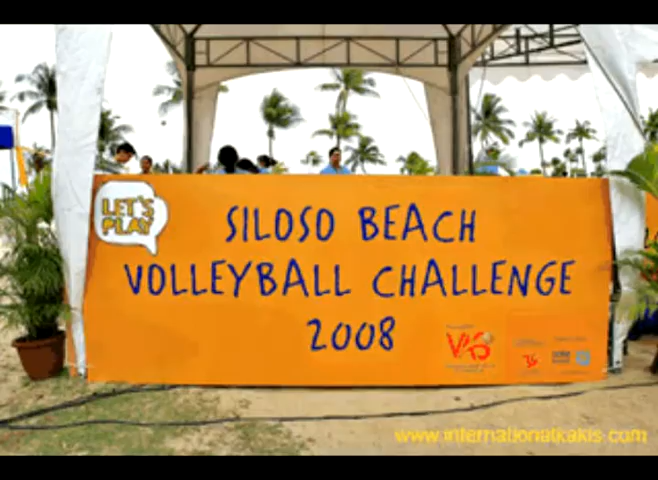 LET'S
PLAY
SILOSO BEACH
VOLLEYBALL CHALLENGE
2008
www.internationalkakis.com